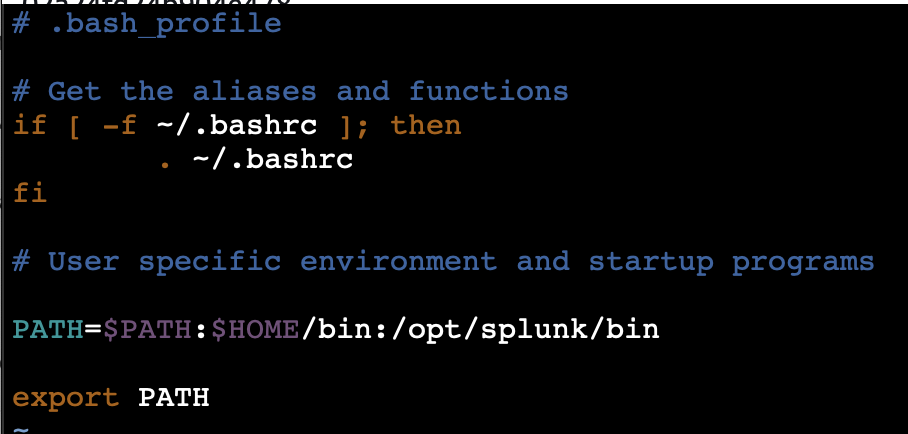 # .bash_profile
# Get the aliases and functions
if [ -f ~/.bashrc ]; then
        . ~/.bashrc
fi
# User specific environment and startup programs
PATH=$PATH:$HOME/bin:/opt/splunk/bin
export PATH
~